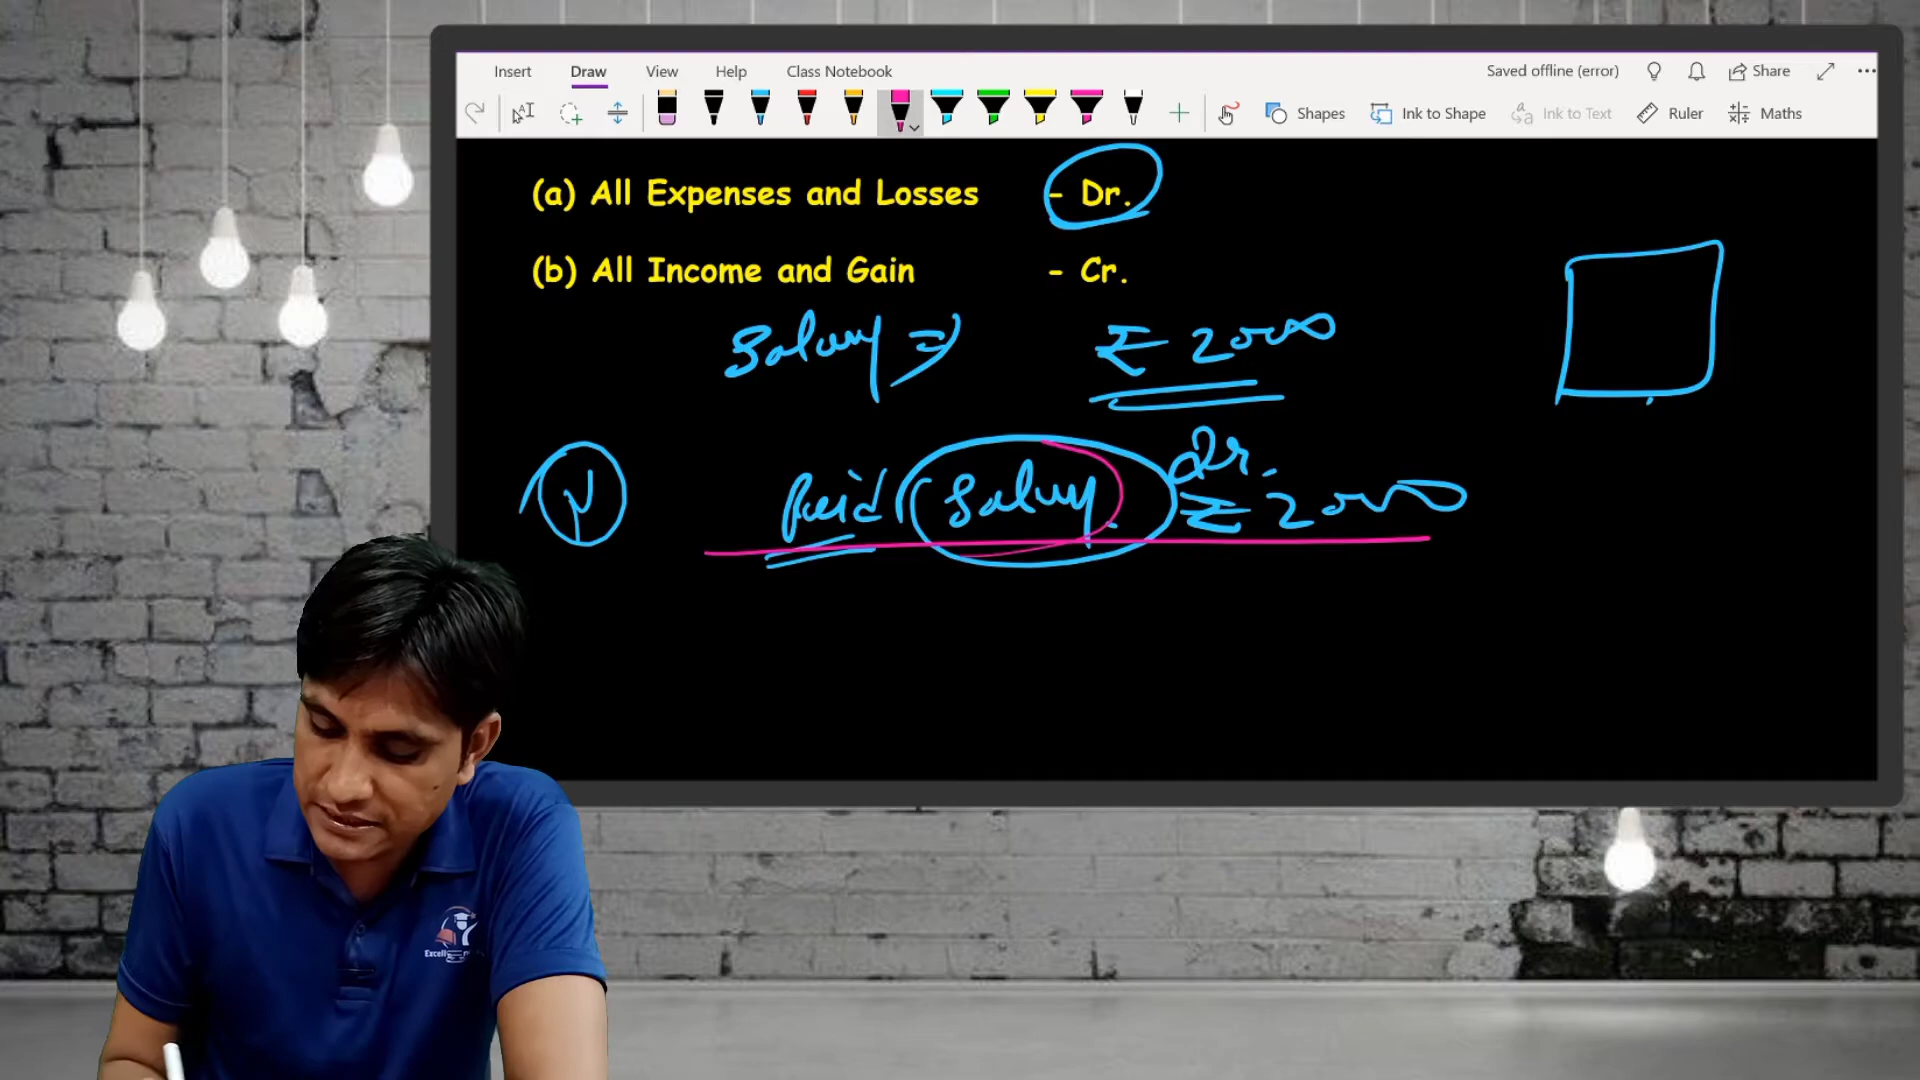 Insert Draw View Help Class Notebook Saved offline (error) Share
Shapes Ink to Shape Ink to Text Ruler Maths
(a) All Expenses and Losses - Dr.
(b) All Income and Gain - Cr.
Salary ⇒ ₹ 2000
Dr.
Paid Salary ₹ 2000